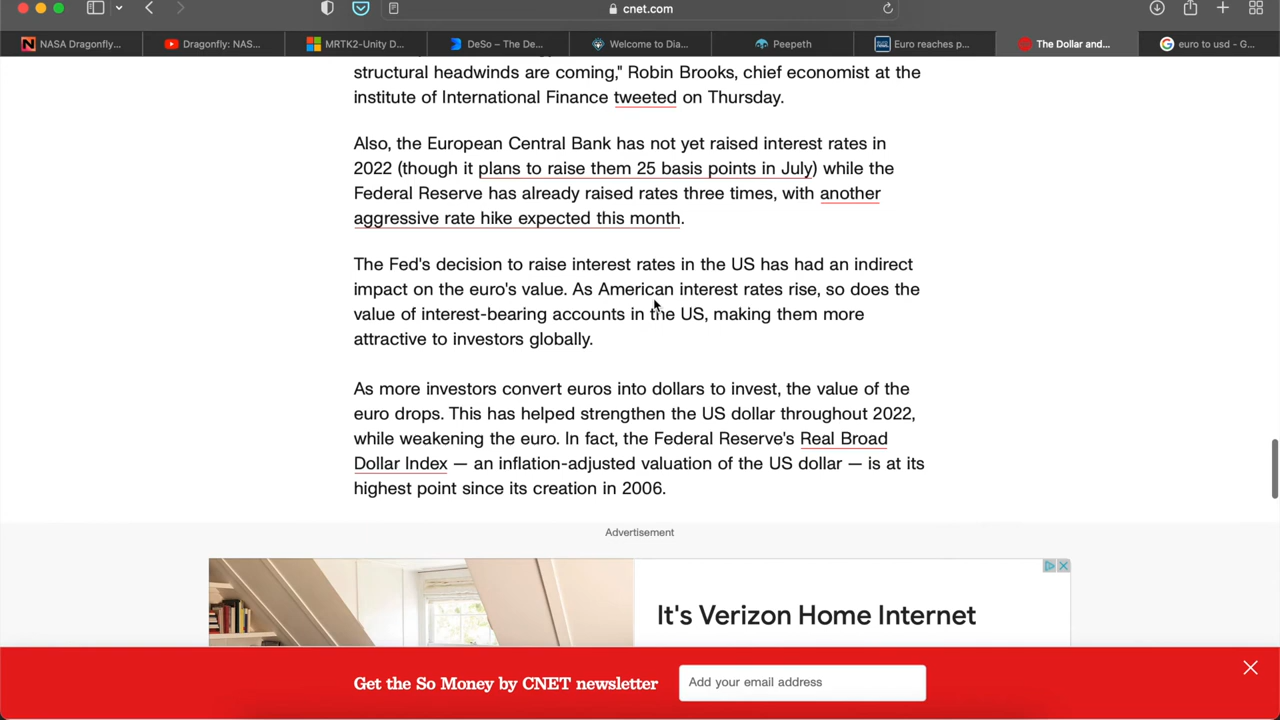 cnet.com
NASA Dragonfly...
Dragonfly: NAS...
MRTK2-Unity D...
DeSo – The De...
Welcome to Dia...
Peepeth
Euro reaches p...
The Dollar and...
euro to usd - G...
structural headwinds are coming," Robin Brooks, chief economist at the
institute of International Finance tweeted on Thursday.
Also, the European Central Bank has not yet raised interest rates in
2022 (though it plans to raise them 25 basis points in July) while the
Federal Reserve has already raised rates three times, with another
aggressive rate hike expected this month.
The Fed's decision to raise interest rates in the US has had an indirect
impact on the euro's value. As American interest rates rise, so does the
value of interest-bearing accounts in the US, making them more
attractive to investors globally.
As more investors convert euros into dollars to invest, the value of the
euro drops. This has helped strengthen the US dollar throughout 2022,
while weakening the euro. In fact, the Federal Reserve's Real Broad
Dollar Index — an inflation-adjusted valuation of the US dollar — is at its
highest point since its creation in 2006.
Advertisement
It's Verizon Home Internet
Get the So Money by CNET newsletter
Add your email address